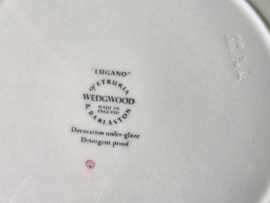 "LUGANO"
of ETRURIA
WEDGWOOD
MADE IN
ENGLAND
& BARLASTON
Decoration under-glaze
Detergent proof